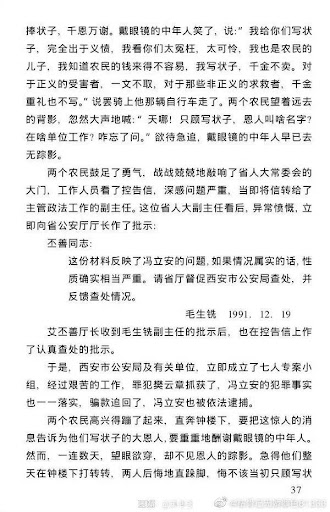 捧状子，千恩万谢。戴眼镜的中年人笑了，说：”我给你们写状
子，完全出于义愤，我看你们太冤枉，太可怜，我也是农民的
儿子，我知道农民的钱来得不容易，我写状子，千金不卖。对
于正义的受害者，一文不取，对于那些非正义的求救者，千金
重礼也不写。”说罢骑上他那辆自行车走了。两个农民望着远去
的背影，忽然大声地喊：“天哪！只顾写状子，恩人叫啥名字？
在啥单位工作？咋忘了问。”欲待急追，戴眼镜的中年人早已去
无踪影。
两个农民鼓足了勇气，战战兢兢地敲响了省人大常委会的
大门，工作人员看了控告信，深感问题严重，当即将信转给了
主管政法工作的副主任。这位省人大副主任看后，异常愤慨，立
即向省公安厅厅长作了批示：
丕善同志：
这份材料反映了冯立安的问题，如果情况属实的话，性
质确实相当严重。请省厅督促西安市公安局查处，并
反馈查处情况。
毛生铣 1991．12．19
艾丕善厅长收到毛生铣副主任的批示后，也在控告信上作
了认真查处的批示。
于是，西安市公安局及有关单位，立即成立了七人专案小
组，经过艰苦的工作，罪犯樊云章抓获了，冯立安的犯罪事实
也一一落实，骗款追回了，冯立安也被依法逮捕。
两个农民高兴得蹦了起来，直奔钟楼下，要把这惊人的消
息告诉为他们写状子的大恩人，要重重地酬谢戴眼镜的中年人。
然而，一连数天，望眼欲穿，却不见恩人的踪影。急得他们整
天在钟楼下打转转，两人后悔地直跺脚，悔不该当初只顾写状
37